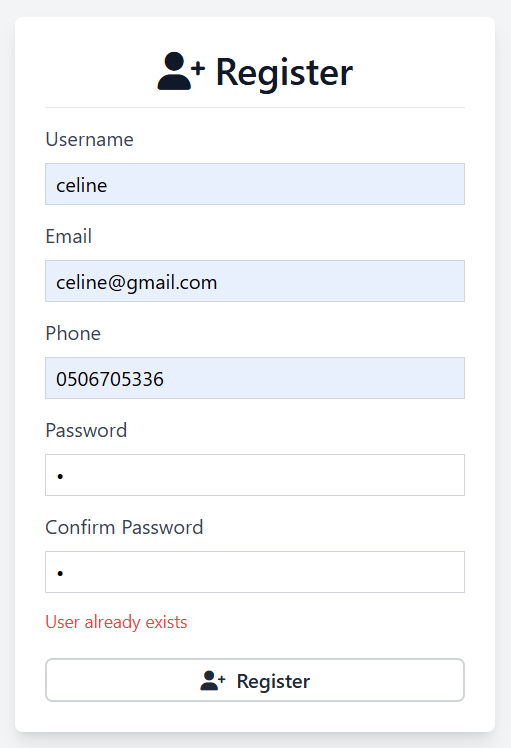 Register
Username
celine
Email
celine@gmail.com
Phone
0506705336
Password
•
Confirm Password
•
User already exists
Register